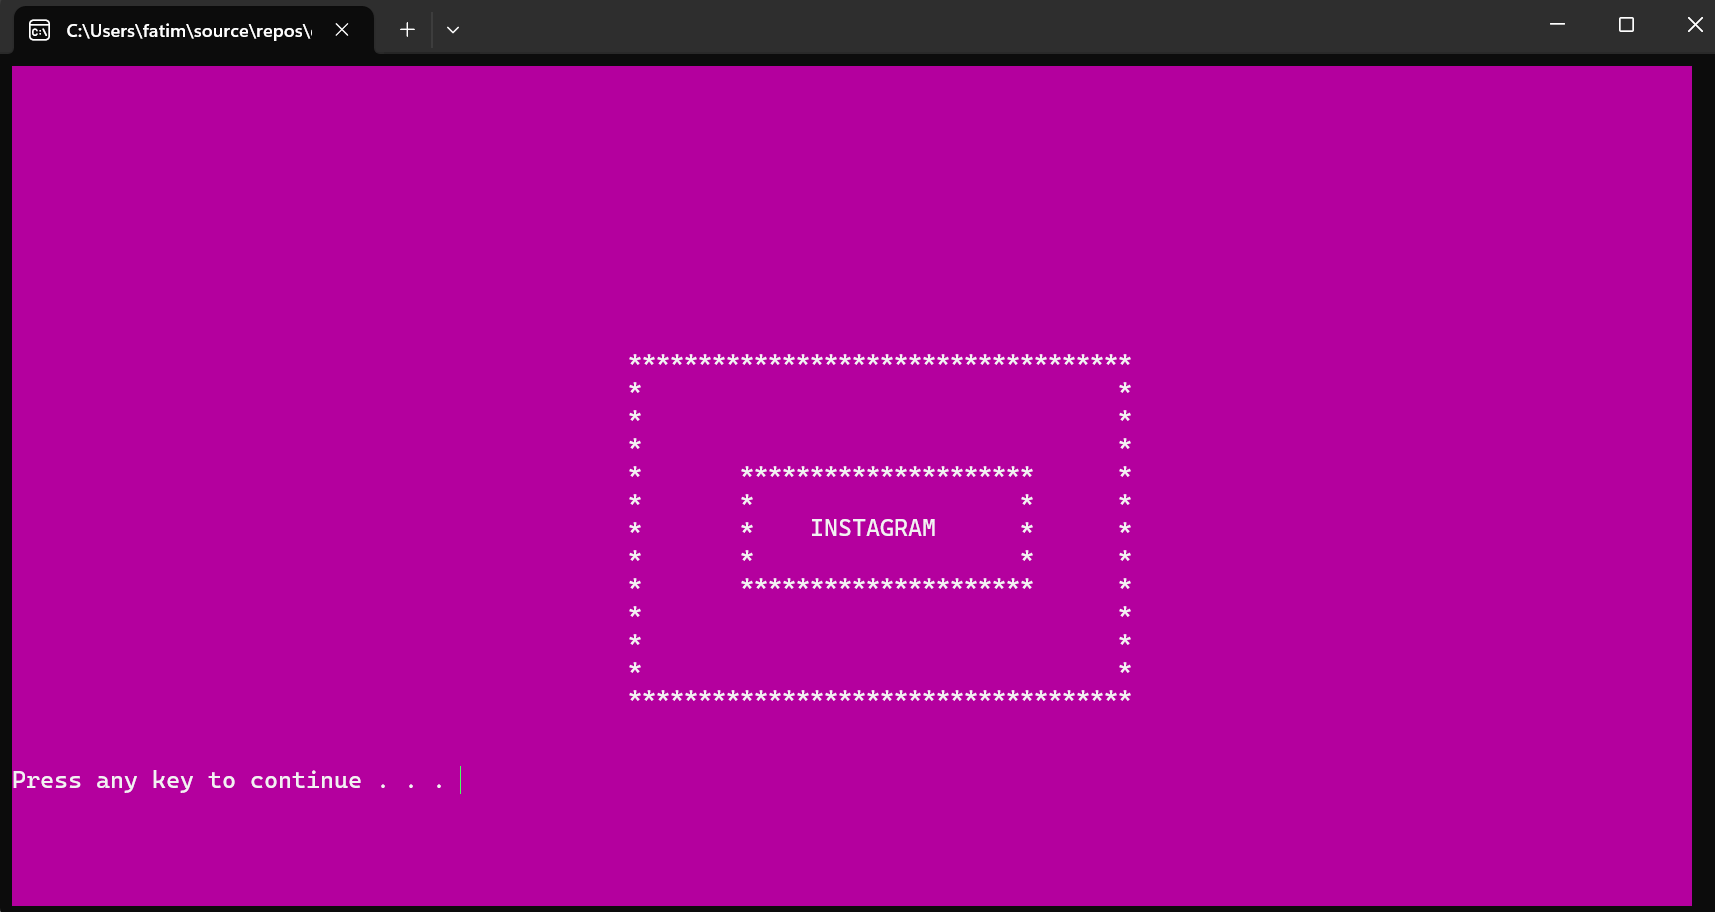 C:\Users\fatim\source\repos\
************************************
*                                  *
*                                  *
*                                  *
*       *********************      *
*       *                   *      *
*       *    INSTAGRAM      *      *
*       *                   *      *
*       *********************      *
*                                  *
*                                  *
*                                  *
************************************
Press any key to continue . . .